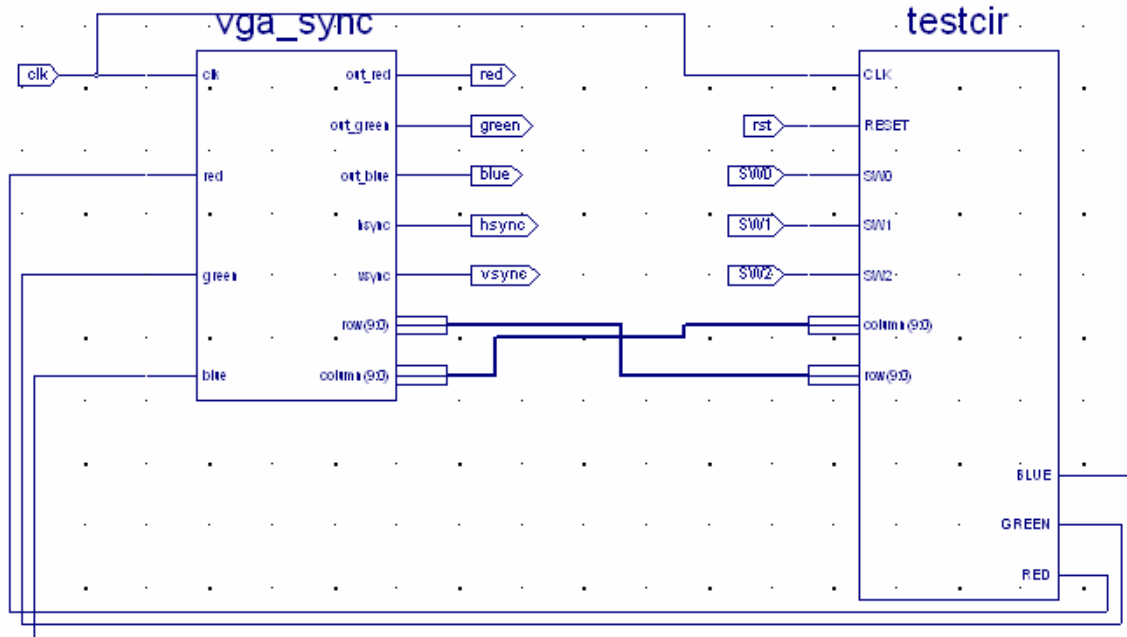 vga_sync
testcir
clk
clk
out_red
red
CLK
out_green
green
rst
RESET
red
out_blue
blue
SW0
SW0
hsync
hsync
SW1
SW1
green
vsync
vsync
SW2
SW2
row(9:0)
column(9:0)
blue
column(9:0)
row(9:0)
BLUE
GREEN
RED